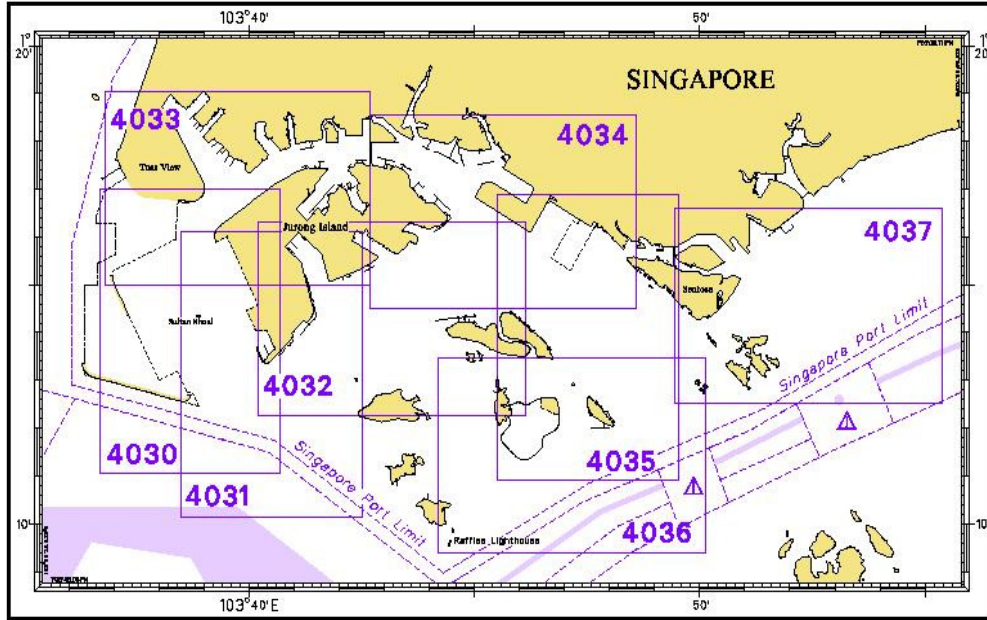 103°40'
50'
1°
20'
1°
20'
SINGAPORE
4033
4034
Tuas View
Jurong Island
4037
Sentosa
Sultan Shoal
Singapore Port Limit
4032
4030
4031
Singapore Port Limit
4035
4036
Raffles Lighthouse
10'
10'
103°40'E
50'